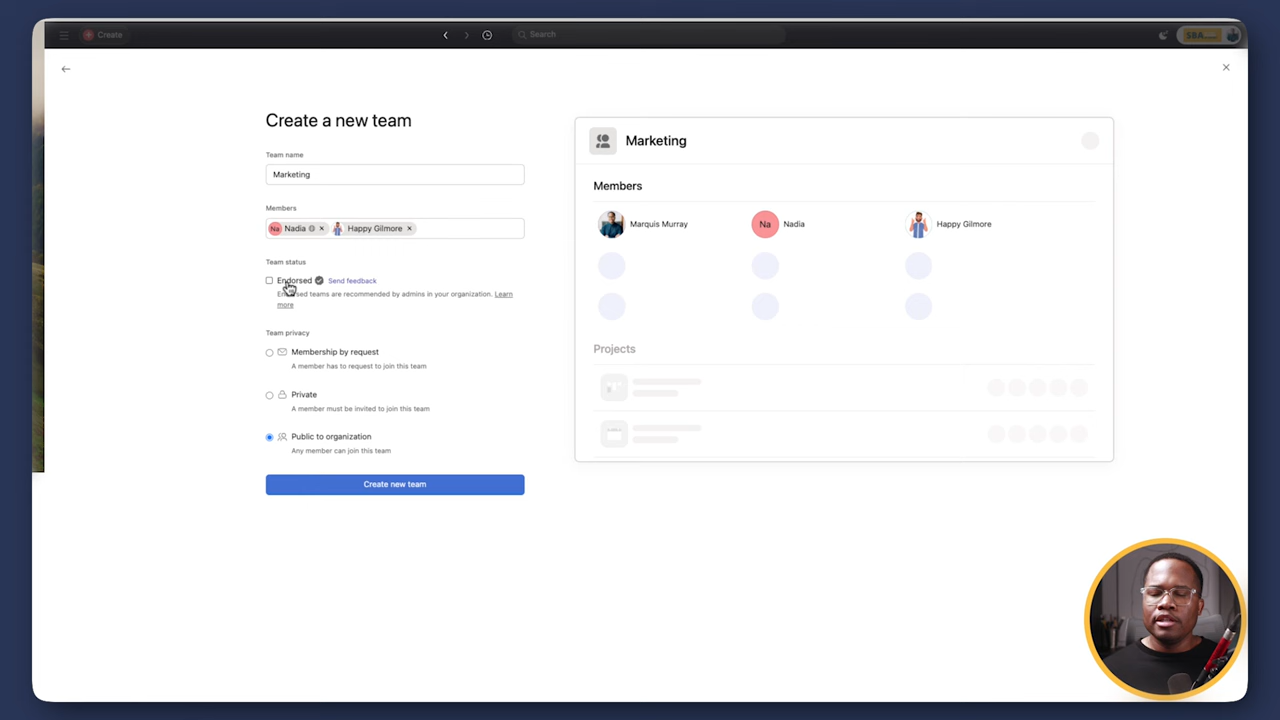 Create
Search
SBA
Create a new team
Team name
Marketing
Members
Na Nadia × Happy Gilmore ×
Team status
Endorsed Send feedback
Endorsed teams are recommended by admins in your organization. Learn
more
Team privacy
Membership by request
A member has to request to join this team
Private
A member must be invited to join this team
Public to organization
Any member can join this team
Create new team
Marketing
Members
Marquis Murray
Na Nadia
Happy Gilmore
Projects